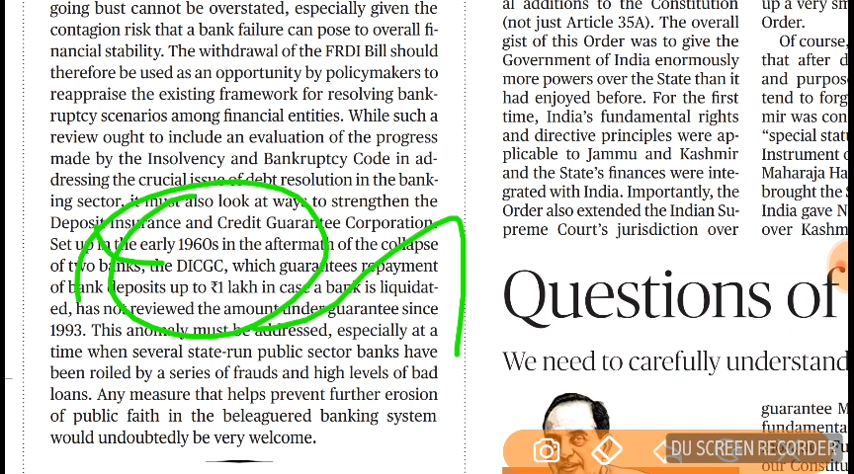 going bust cannot be overstated, especially given the
contagion risk that a bank failure can pose to overall fi-
nancial stability. The withdrawal of the FRDI Bill should
therefore be used as an opportunity by policymakers to
reappraise the existing framework for resolving bank-
ruptcy scenarios among financial entities. While such a
review ought to include an evaluation of the progress
made by the Insolvency and Bankruptcy Code in ad-
dressing the crucial issue of debt resolution in the bank-
ing sector, it must also look at ways to strengthen the
Deposit Insurance and Credit Guarantee Corporation.
Set up in the early 1960s in the aftermath of the collapse
of two banks, the DICGC, which guarantees repayment
of bank deposits up to ₹1 lakh in case a bank is liquidat-
ed, has not reviewed the amount under guarantee since
1993. This anomaly must be addressed, especially at a
time when several state-run public sector banks have
been roiled by a series of frauds and high levels of bad
loans. Any measure that helps prevent further erosion
of public faith in the beleaguered banking system
would undoubtedly be very welcome.
al additions to the Constitution
(not just Article 35A). The overall
gist of this Order was to give the
Government of India enormously
more powers over the State than it
had enjoyed before. For the first
time, India's fundamental rights
and directive principles were ap-
plicable to Jammu and Kashmir
and the State's finances were inte-
grated with India. Importantly, the
Order also extended the Indian Su-
preme Court's jurisdiction over
up a very sm
Order.
Of course,
that after d
and purpos
tend to forg
mir was con
"special stat
Instrument o
Maharaja Ha
brought the S
India gave N
over Kashm
Questions of
We need to carefully understand
guarantee M
fundamenta
our Constitu
DU SCREEN RECORDER